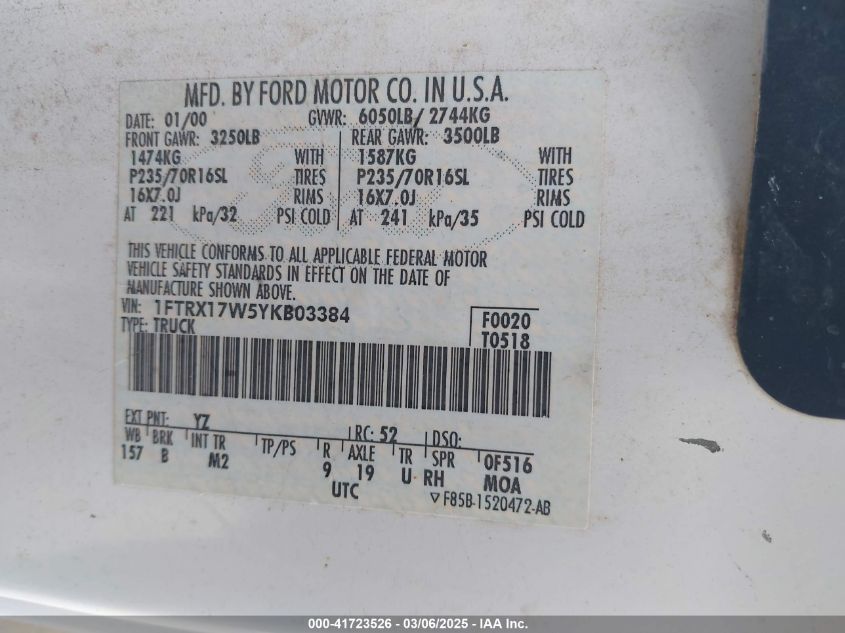 MFD. BY FORD MOTOR CO. IN U.S.A.
DATE: 01/00 GVWR: 6050LB/ 2744KG
FRONT GAWR: 3250LB REAR GAWR: 3500LB
1474KG WITH 1587KG WITH
P235/70R16SL TIRES P235/70R16SL TIRES
16X7.0J RIMS 16X7.0J RIMS
AT 221 kPa/32 PSI COLD AT 241 kPa/35 PSI COLD
THIS VEHICLE CONFORMS TO ALL APPLICABLE FEDERAL MOTOR
VEHICLE SAFETY STANDARDS IN EFFECT ON THE DATE OF
MANUFACTURE SHOWN ABOVE.
VIN: 1FTRX17W5YKB03384 F0020
TYPE: TRUCK T0518
EXT PNT: YZ RC: 52 DSO:
WB BRK INT TR TP/PS R AXLE TR SPR 0F516
157 B M2 9 19 U RH MOA
UTC F85B-1520472-AB
000-41723526 - 03/06/2025 - IAA Inc.